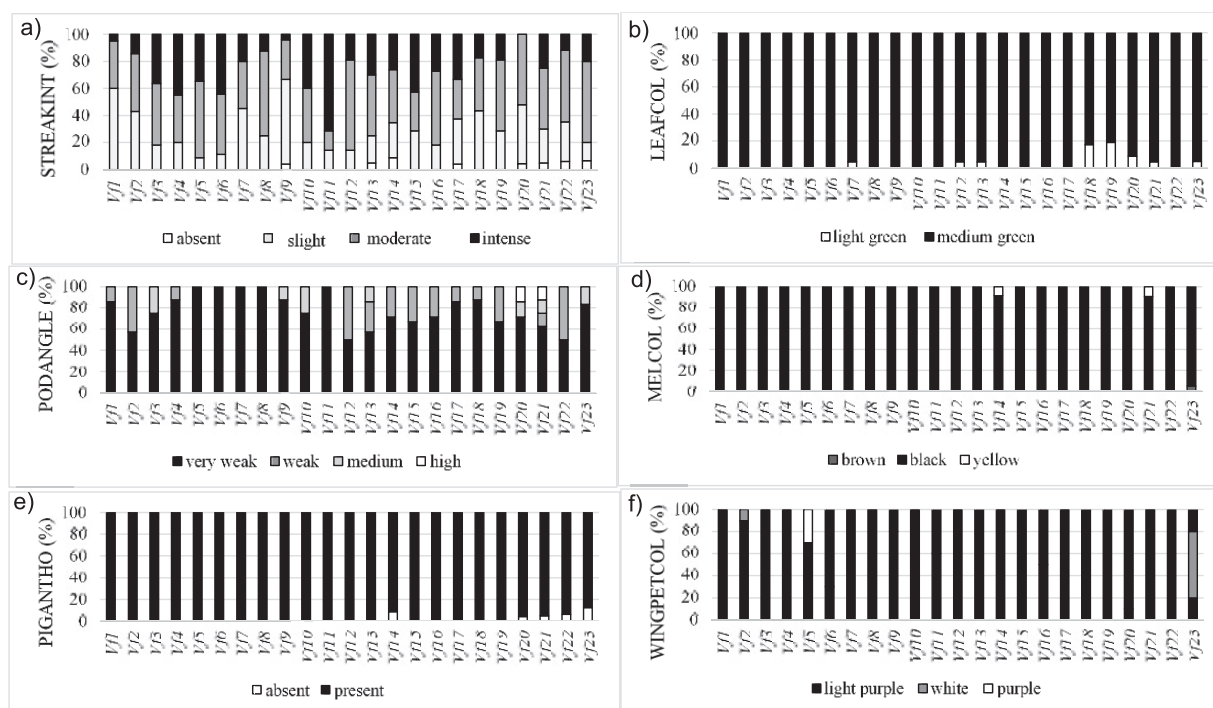 a)
STREAKINT (%)
100
80
60
40
20
0
Vf1 Vf2 Vf3 Vf4 Vf5 Vf6 Vf7 Vf8 Vf9 Vf10 Vf11 Vf12 Vf13 Vf14 Vf15 Vf16 Vf17 Vf18 Vf19 Vf20 Vf21 Vf22 Vf23
absent slight moderate intense
b)
LEAFCOL (%)
100
80
60
40
20
0
Vf1 Vf2 Vf3 Vf4 Vf5 Vf6 Vf7 Vf8 Vf9 Vf10 Vf11 Vf12 Vf13 Vf14 Vf15 Vf16 Vf17 Vf18 Vf19 Vf20 Vf21 Vf22 Vf23
light green medium green
c)
PODANGLE (%)
100
80
60
40
20
0
Vf1 Vf2 Vf3 Vf4 Vf5 Vf6 Vf7 Vf8 Vf9 Vf10 Vf11 Vf12 Vf13 Vf14 Vf15 Vf16 Vf17 Vf18 Vf19 Vf20 Vf21 Vf22 Vf23
very weak weak medium high
d)
MELCOL (%)
100
80
60
40
20
0
Vf1 Vf2 Vf3 Vf4 Vf5 Vf6 Vf7 Vf8 Vf9 Vf10 Vf11 Vf12 Vf13 Vf14 Vf15 Vf16 Vf17 Vf18 Vf19 Vf20 Vf21 Vf22 Vf23
brown black yellow
e)
PIGANTHO (%)
100
80
60
40
20
0
Vf1 Vf2 Vf3 Vf4 Vf5 Vf6 Vf7 Vf8 Vf9 Vf10 Vf11 Vf12 Vf13 Vf14 Vf15 Vf16 Vf17 Vf18 Vf19 Vf20 Vf21 Vf22 Vf23
absent present
f)
WINGPETCOL (%)
100
80
60
40
20
0
Vf1 Vf2 Vf3 Vf4 Vf5 Vf6 Vf7 Vf8 Vf9 Vf10 Vf11 Vf12 Vf13 Vf14 Vf15 Vf16 Vf17 Vf18 Vf19 Vf20 Vf21 Vf22 Vf23
light purple white purple